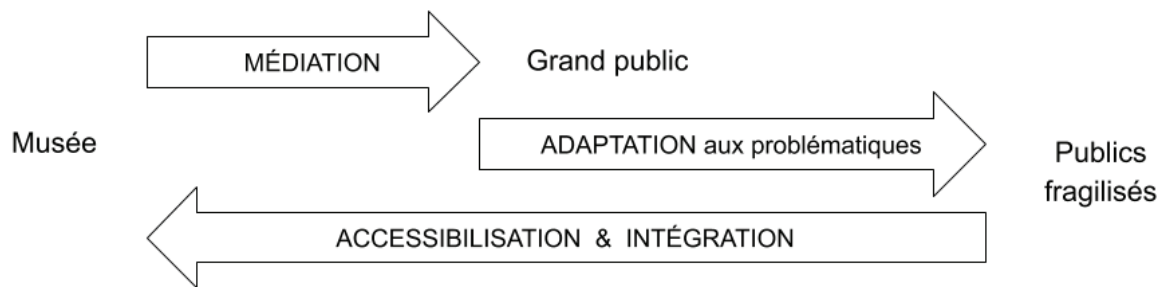 MÉDIATION
Grand public
Musée
ADAPTATION aux problématiques
Publics
fragilisés
ACCESSIBILISATION & INTÉGRATION